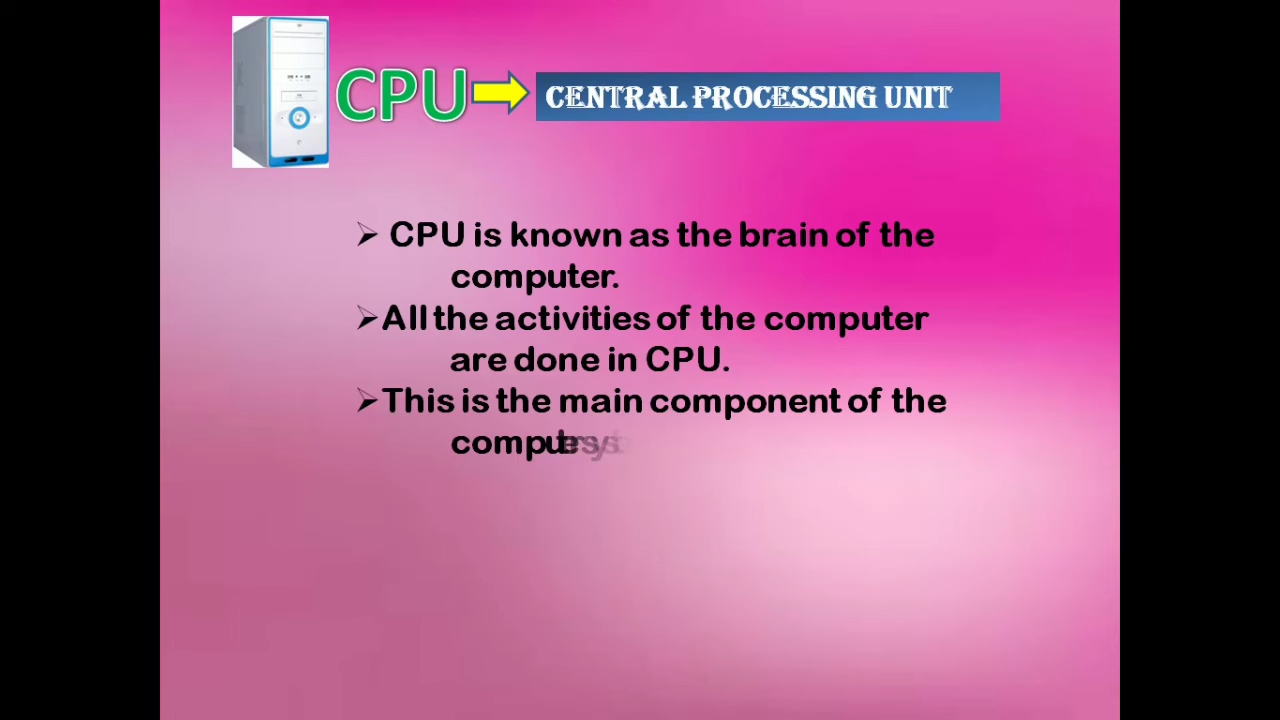 CPU CENTRAL PROCESSING UNIT
➢ CPU is known as the brain of the
computer.
➢All the activities of the computer
are done in CPU.
➢This is the main component of the
computer